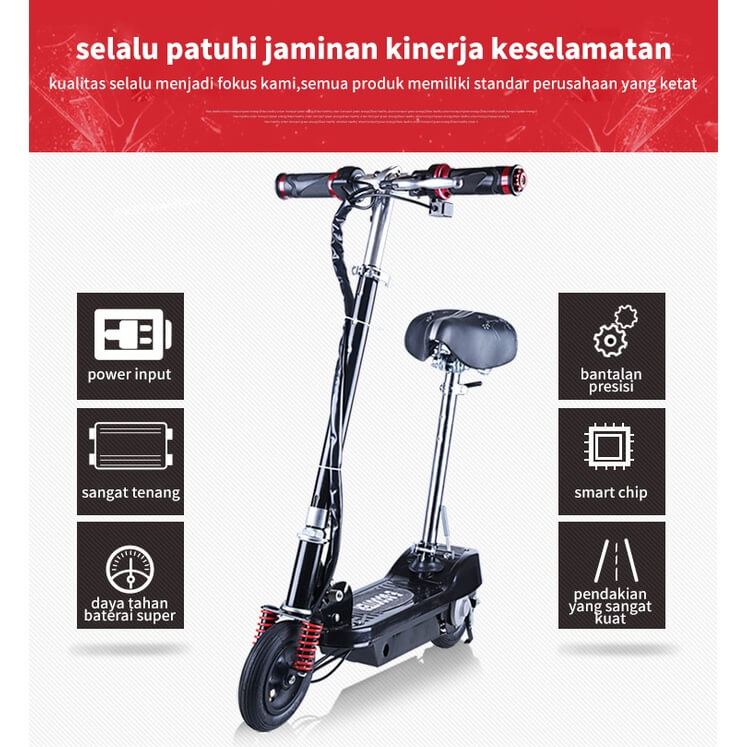 selalu patuhi jaminan kinerja keselamatan
kualitas selalu menjadi fokus kami,semua produk memiliki standar perusahaan yang ketat
power input
sangat tenang
daya tahan
baterai super
bantalan
presisi
smart chip
pendakian
yang sangat
kuat